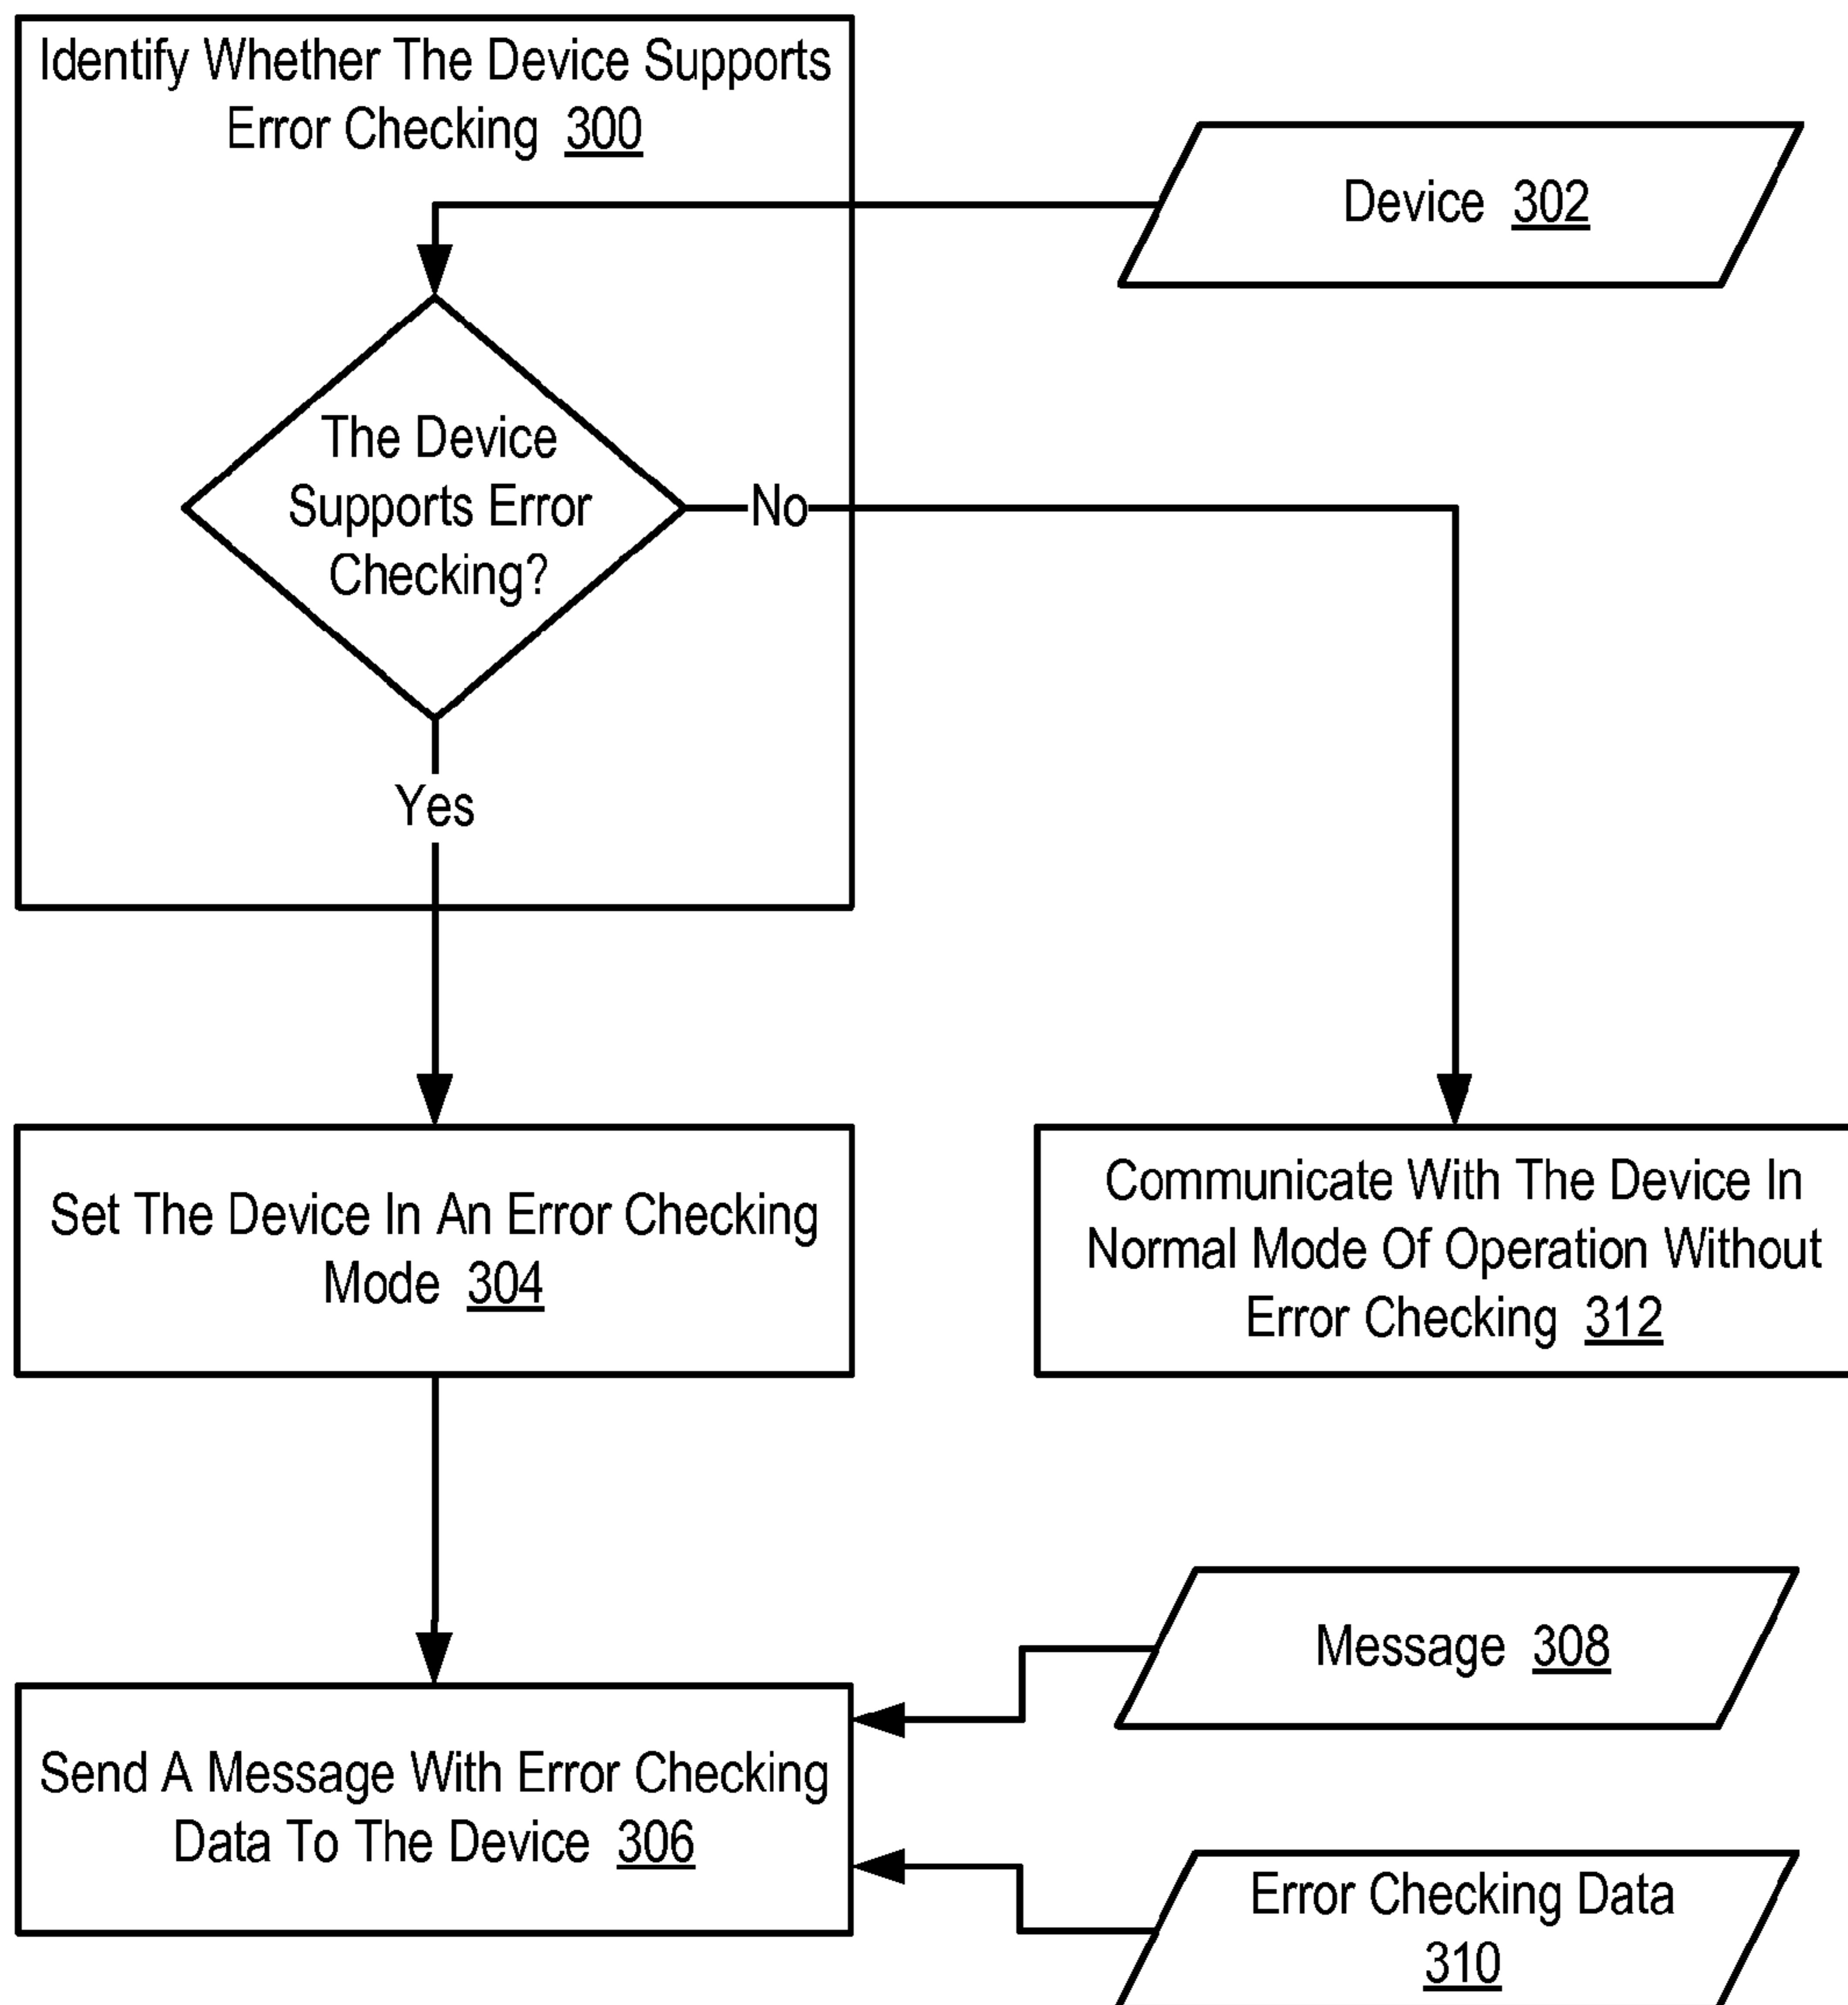 Identify Whether The Device Supports
Error Checking 300
Device 302
The Device
Supports Error
Checking?
No
Yes
Set The Device In An Error Checking
Mode 304
Communicate With The Device In
Normal Mode Of Operation Without
Error Checking 312
Message 308
Send A Message With Error Checking
Data To The Device 306
Error Checking Data
310